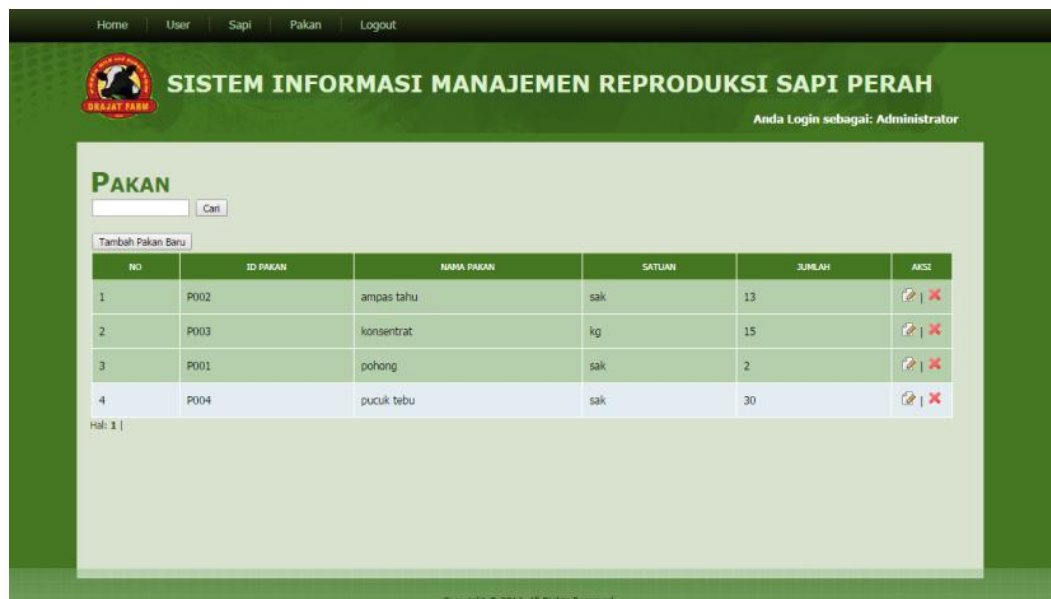 Home User Sapi Pakan Logout
DRAJAT FARM
SISTEM INFORMASI MANAJEMEN REPRODUKSI SAPI PERAH
Anda Login sebagai: Administrator
PAKAN
Cari
Tambah Pakan Baru
NO ID PAKAN NAMA PAKAN SATUAN JUMLAH AKSI
1 P002 ampas tahu sak 13 |
2 P003 konsentrat kg 15 |
3 P001 pohong sak 2 |
4 P004 pucuk tebu sak 30 |
Hal: 1 |